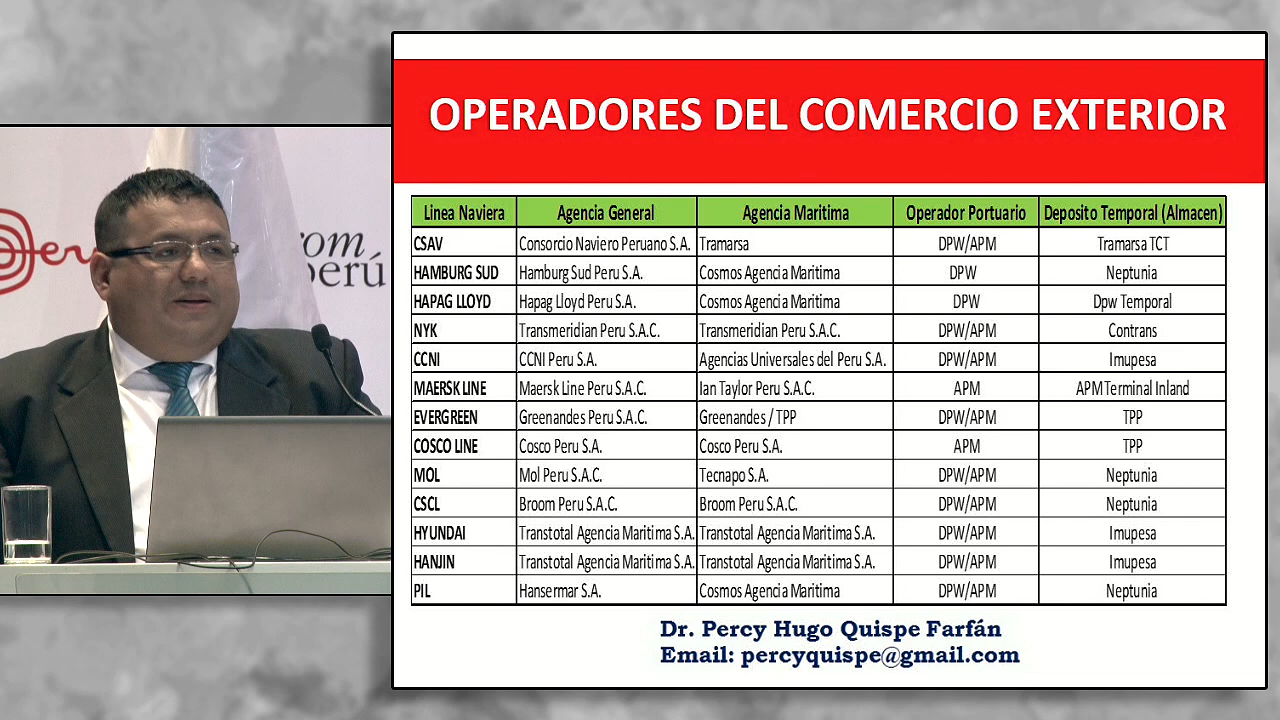 OPERADORES DEL COMERCIO EXTERIOR
Linea Naviera Agencia General Agencia Maritima Operador Portuario Deposito Temporal (Almacen)
CSAV Consorcio Naviero Peruano S.A. Tramarsa DPW/APM Tramarsa TCT
HAMBURG SUD Hamburg Sud Peru S.A. Cosmos Agencia Maritima DPW Neptunia
HAPAG LLOYD Hapag Lloyd Peru S.A. Cosmos Agencia Maritima DPW Dpw Temporal
NYK Transmeridian Peru S.A.C. Transmeridian Peru S.A.C. DPW/APM Contrans
CCNI CCNI Peru S.A. Agencias Universales del Peru S.A. DPW/APM Imupesa
MAERSK LINE Maersk Line Peru S.A.C. Ian Taylor Peru S.A.C. APM APM Terminal Inland
EVERGREEN Greenandes Peru S.A.C. Greenandes / TPP DPW/APM TPP
COSCO LINE Cosco Peru S.A. Cosco Peru S.A. APM TPP
MOL Mol Peru S.A.C. Tecnapo S.A. DPW/APM Neptunia
CSCL Broom Peru S.A.C. Broom Peru S.A.C. DPW/APM Neptunia
HYUNDAI Transtotal Agencia Maritima S.A. Transtotal Agencia Maritima S.A. DPW/APM Imupesa
HANJIN Transtotal Agencia Maritima S.A. Transtotal Agencia Maritima S.A. DPW/APM Imupesa
PIL Hansermar S.A. Cosmos Agencia Maritima DPW/APM Neptunia
Dr. Percy Hugo Quispe Farfán
Email: percyquispe@gmail.com
rom
perú